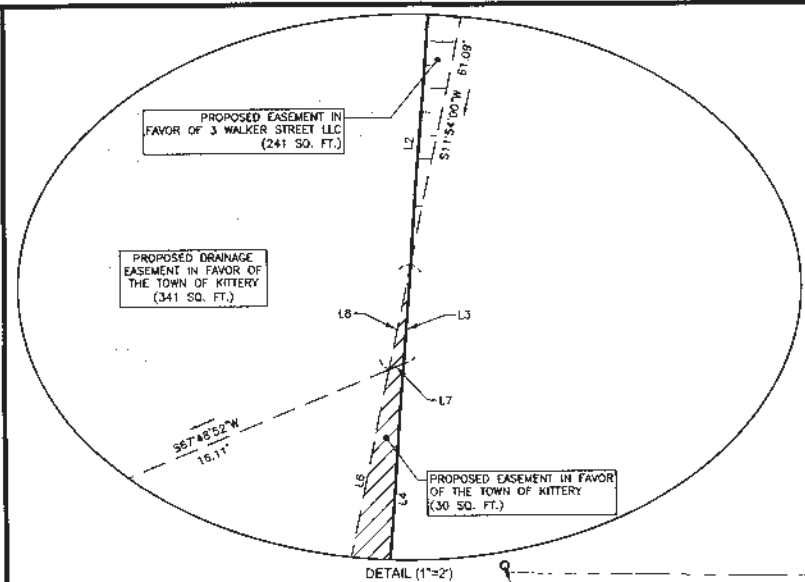 PROPOSED EASEMENT IN
FAVOR OF 3 WALKER STREET LLC
(241 SQ. FT.)
L2
S11°54'00"W 61.09'
PROPOSED DRAINAGE
EASEMENT IN FAVOR OF
THE TOWN OF KITTERY
(341 SQ. FT.)
L8
L3
L7
S67°48'52"W
16.11'
L6
L4
PROPOSED EASEMENT IN FAVOR
OF THE TOWN OF KITTERY
(30 SQ. FT.)
DETAIL (1"=2')